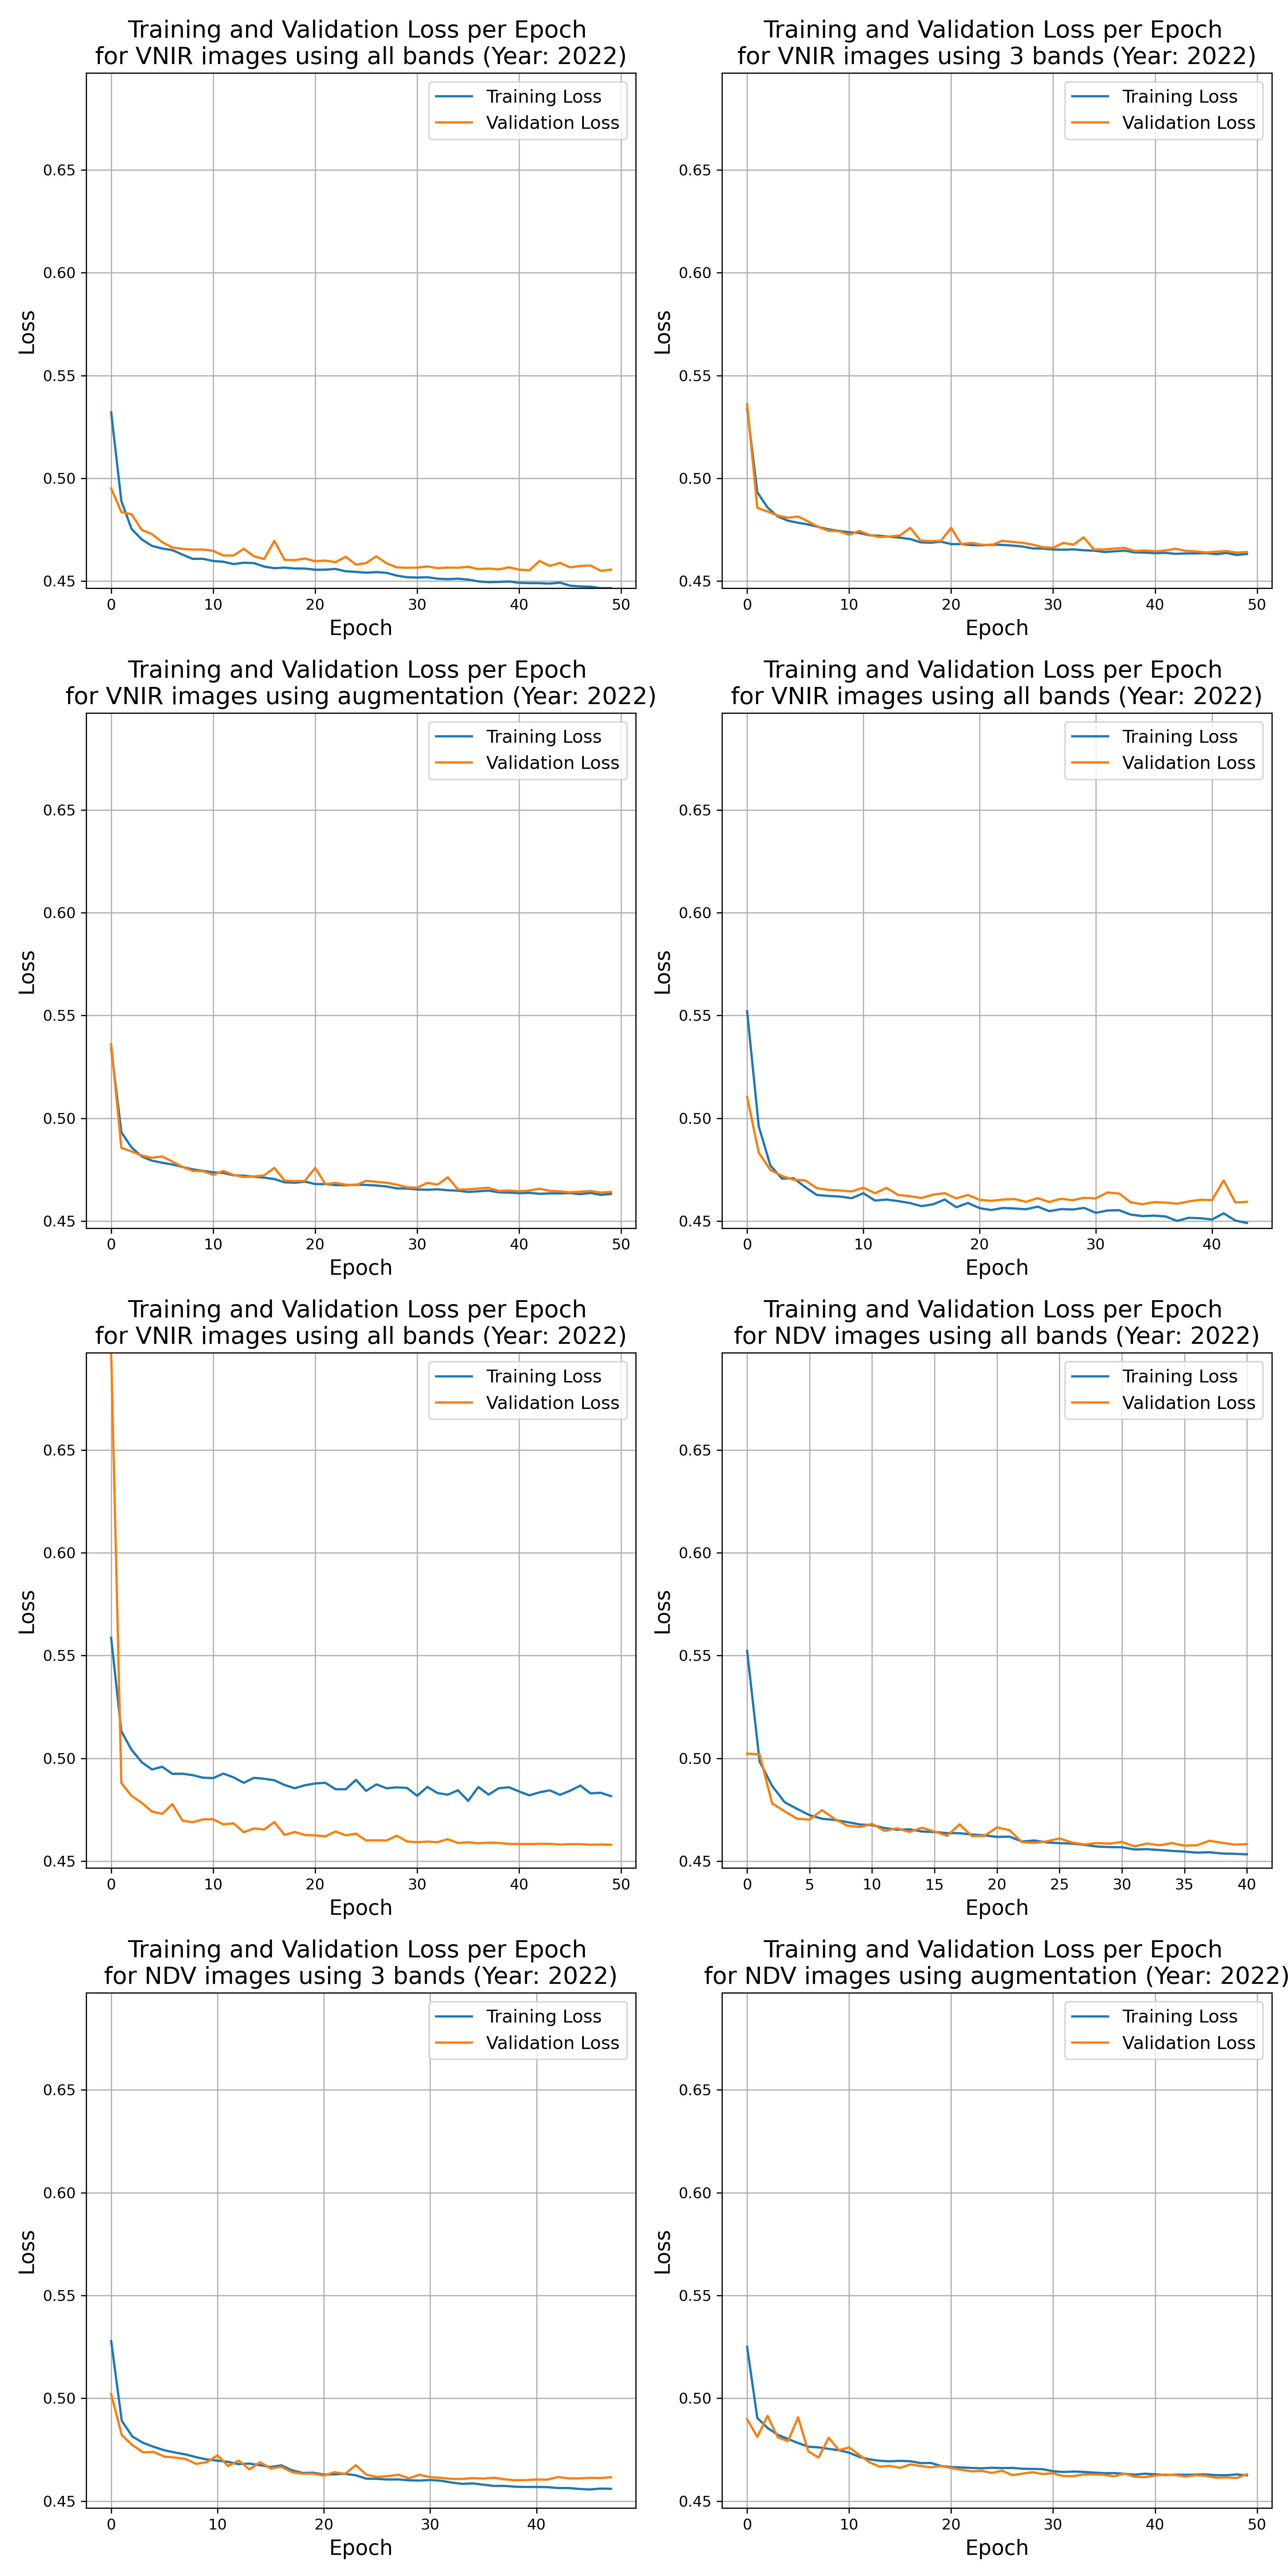 Training and Validation Loss per Epoch
for VNIR images using all bands (Year: 2022)
Training Loss
Validation Loss
0.65
0.60
0.55
0.50
0.45
Loss
0 10 20 30 40 50
Epoch
Training and Validation Loss per Epoch
for VNIR images using 3 bands (Year: 2022)
Training Loss
Validation Loss
0.65
0.60
0.55
0.50
0.45
Loss
0 10 20 30 40 50
Epoch
Training and Validation Loss per Epoch
for VNIR images using augmentation (Year: 2022)
Training Loss
Validation Loss
0.65
0.60
0.55
0.50
0.45
Loss
0 10 20 30 40 50
Epoch
Training and Validation Loss per Epoch
for VNIR images using all bands (Year: 2022)
Training Loss
Validation Loss
0.65
0.60
0.55
0.50
0.45
Loss
0 10 20 30 40
Epoch
Training and Validation Loss per Epoch
for VNIR images using all bands (Year: 2022)
Training Loss
Validation Loss
0.65
0.60
0.55
0.50
0.45
Loss
0 10 20 30 40 50
Epoch
Training and Validation Loss per Epoch
for NDV images using all bands (Year: 2022)
Training Loss
Validation Loss
0.65
0.60
0.55
0.50
0.45
Loss
0 5 10 15 20 25 30 35 40
Epoch
Training and Validation Loss per Epoch
for NDV images using 3 bands (Year: 2022)
Training Loss
Validation Loss
0.65
0.60
0.55
0.50
0.45
Loss
0 10 20 30 40
Epoch
Training and Validation Loss per Epoch
for NDV images using augmentation (Year: 2022)
Training Loss
Validation Loss
0.65
0.60
0.55
0.50
0.45
Loss
0 10 20 30 40 50
Epoch